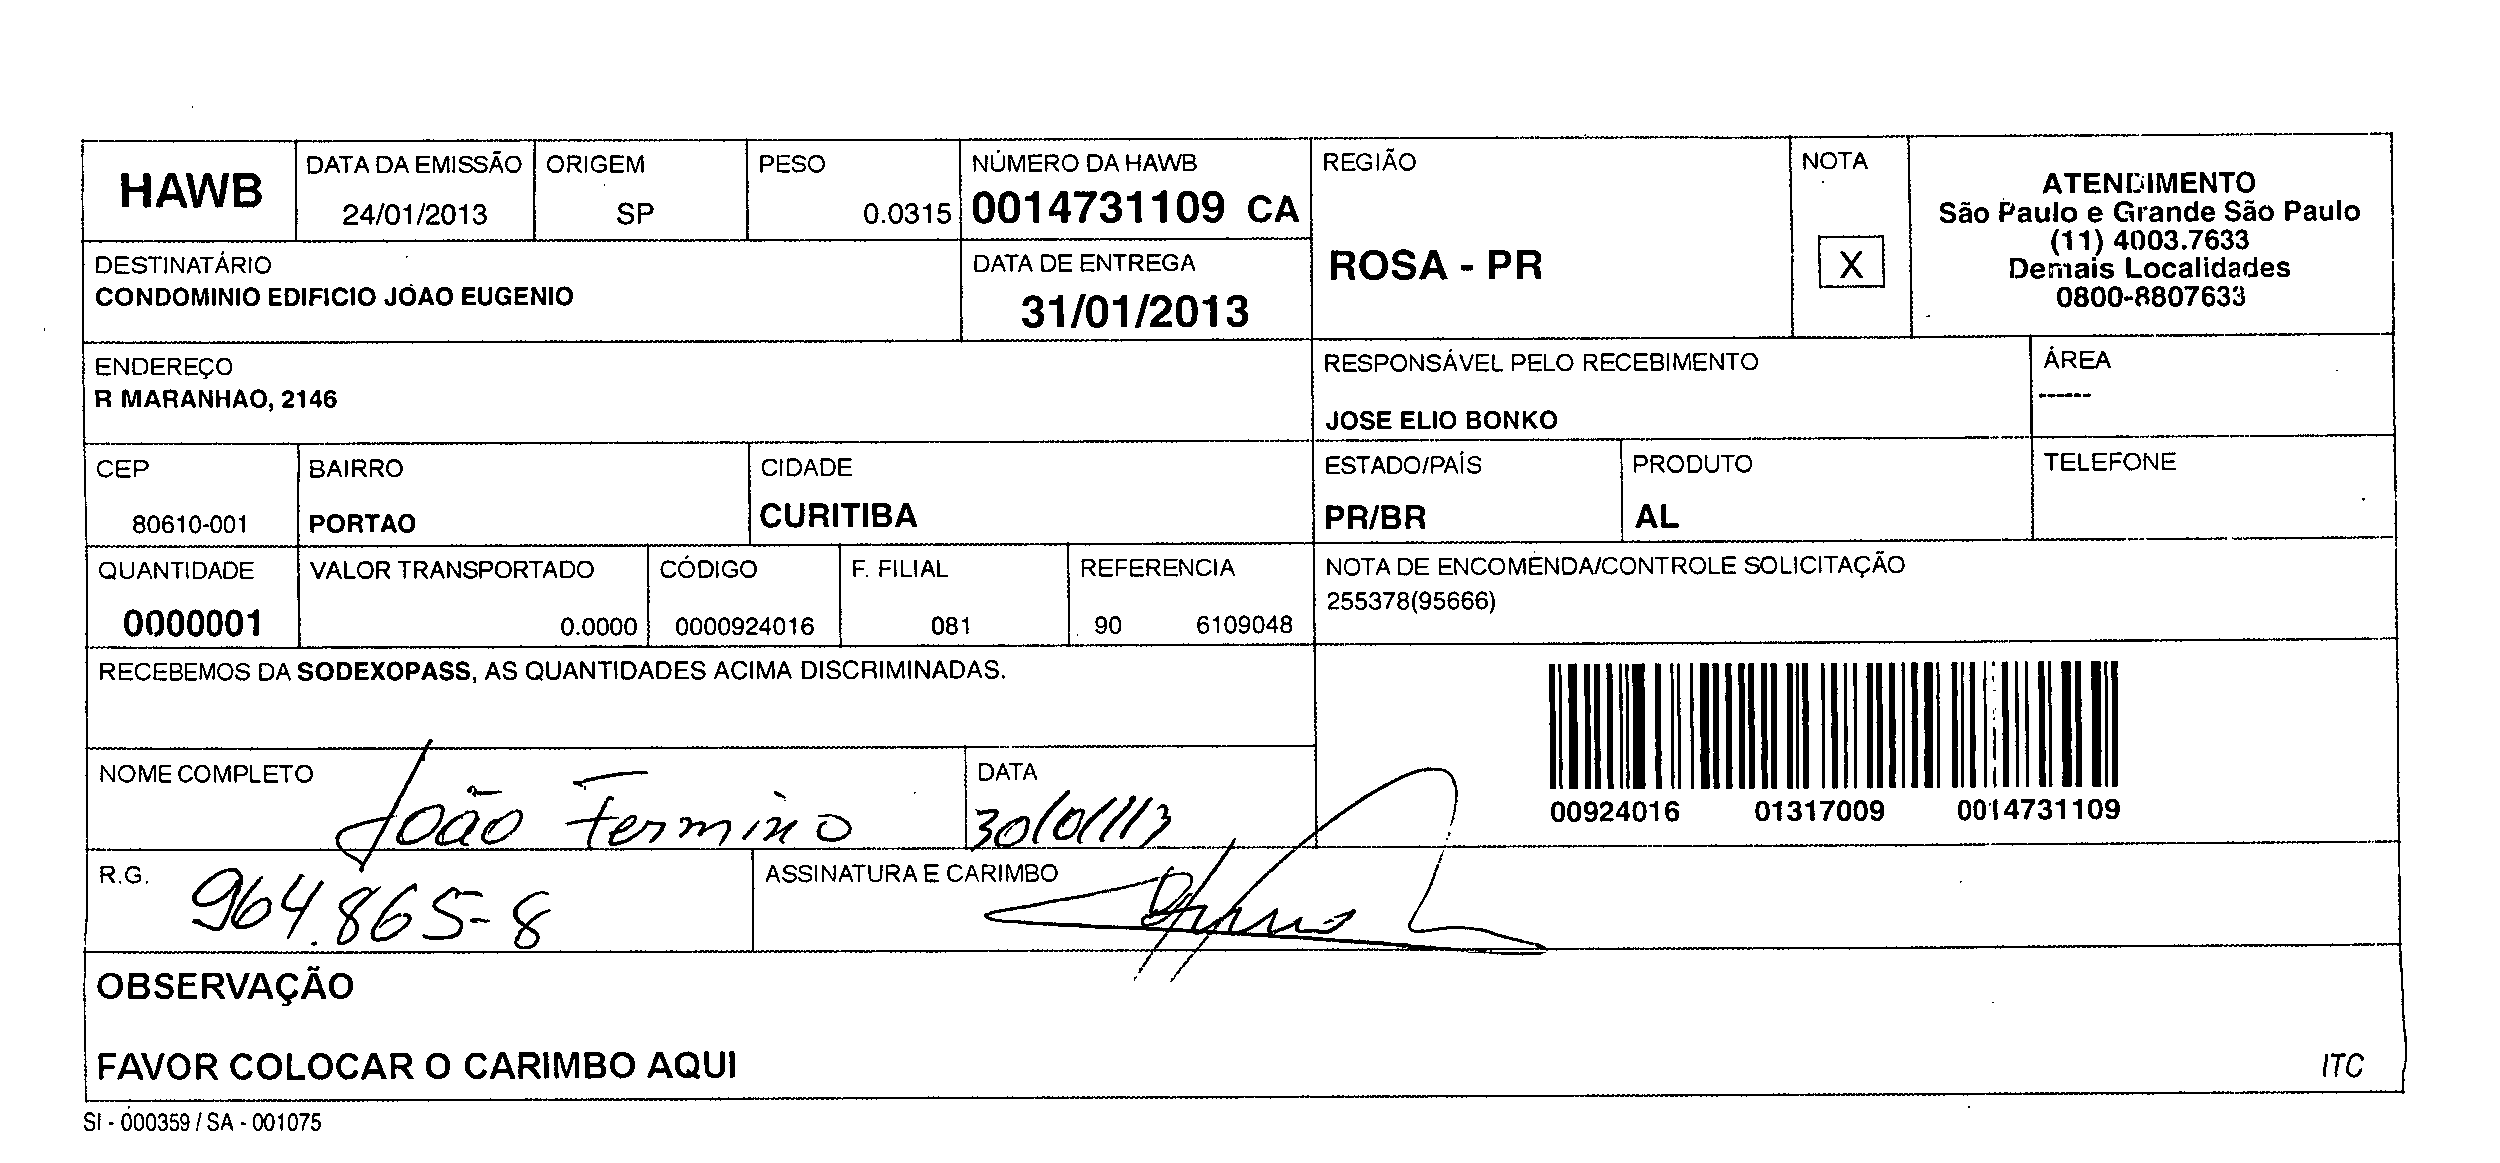 HAWB
DATA DA EMISSÃO
24/01/2013
ORIGEM
SP
PESO
0.0315
NÚMERO DA HAWB
0014731109 CA
REGIÃO
ROSA - PR
NOTA
X
ATENDIMENTO
São Paulo e Grande São Paulo
(11) 4003.7633
Demais Localidades
0800-8807633
DESTINATÁRIO
CONDOMINIO EDIFICIO JOAO EUGENIO
DATA DE ENTREGA
31/01/2013
ENDEREÇO
R MARANHAO, 2146
RESPONSÁVEL PELO RECEBIMENTO
JOSE ELIO BONKO
ÁREA
------
CEP
80610-001
BAIRRO
PORTAO
CIDADE
CURITIBA
ESTADO/PAÍS
PR/BR
PRODUTO
AL
TELEFONE
QUANTIDADE
0000001
VALOR TRANSPORTADO
0.0000
CÓDIGO
0000924016
F. FILIAL
081
REFERENCIA
90 6109048
NOTA DE ENCOMENDA/CONTROLE SOLICITAÇÃO
255378(95666)
RECEBEMOS DA SODEXOPASS, AS QUANTIDADES ACIMA DISCRIMINADAS.
00924016 01317009 0014731109
NOME COMPLETO
João Fermino
DATA
30/01/13
R.G.
964.865-8
ASSINATURA E CARIMBO
OBSERVAÇÃO
FAVOR COLOCAR O CARIMBO AQUI
ITC
SI - 000359 / SA - 001075